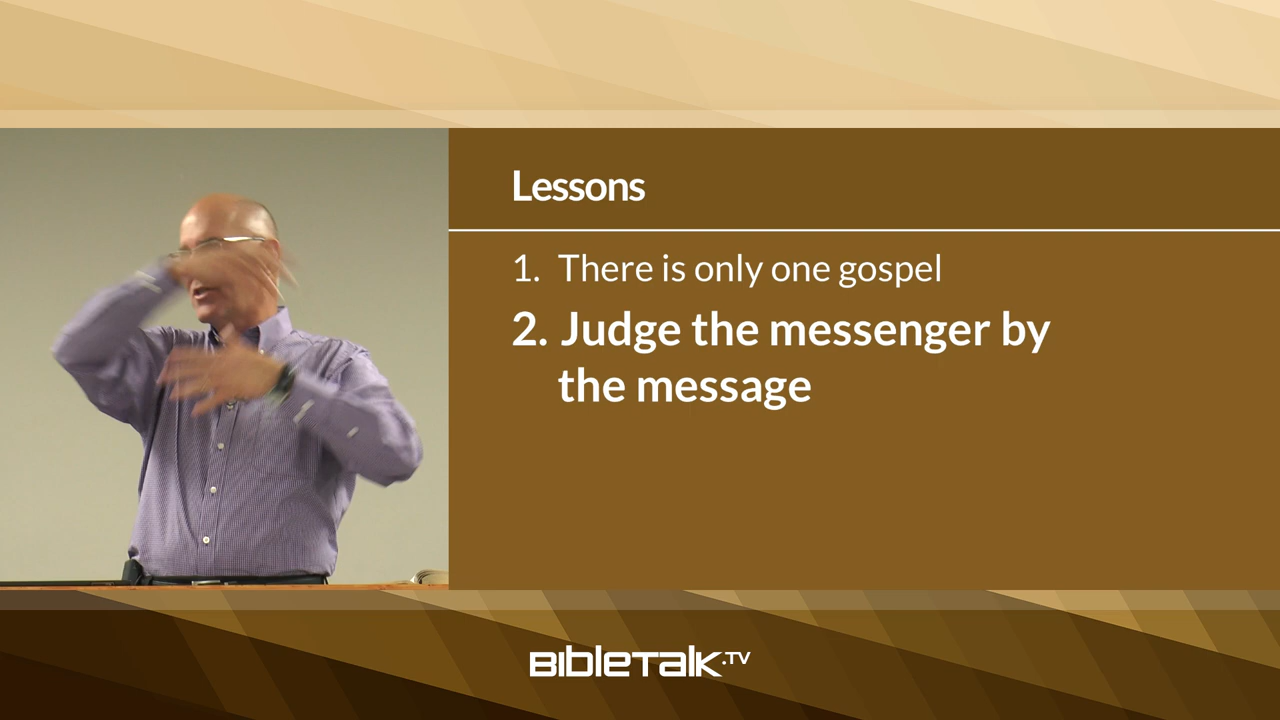 Lessons
1. There is only one gospel
2. Judge the messenger by
the message
BIBLETALK.TV